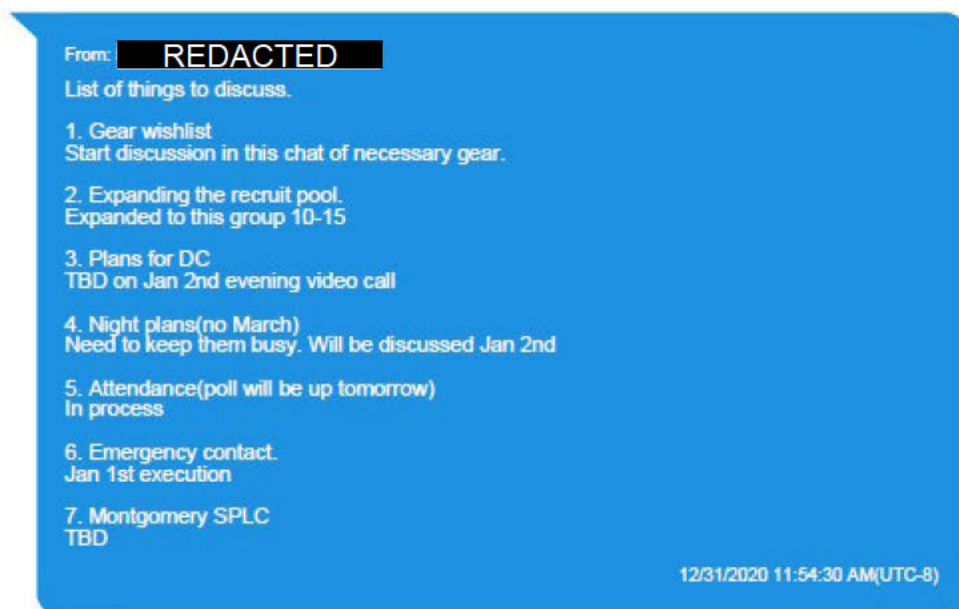 From: REDACTED
List of things to discuss.
1. Gear wishlist
Start discussion in this chat of necessary gear.
2. Expanding the recruit pool.
Expanded to this group 10-15
3. Plans for DC
TBD on Jan 2nd evening video call
4. Night plans(no March)
Need to keep them busy. Will be discussed Jan 2nd
5. Attendance(poll will be up tomorrow)
In process
6. Emergency contact.
Jan 1st execution
7. Montgomery SPLC
TBD
12/31/2020 11:54:30 AM(UTC-8)